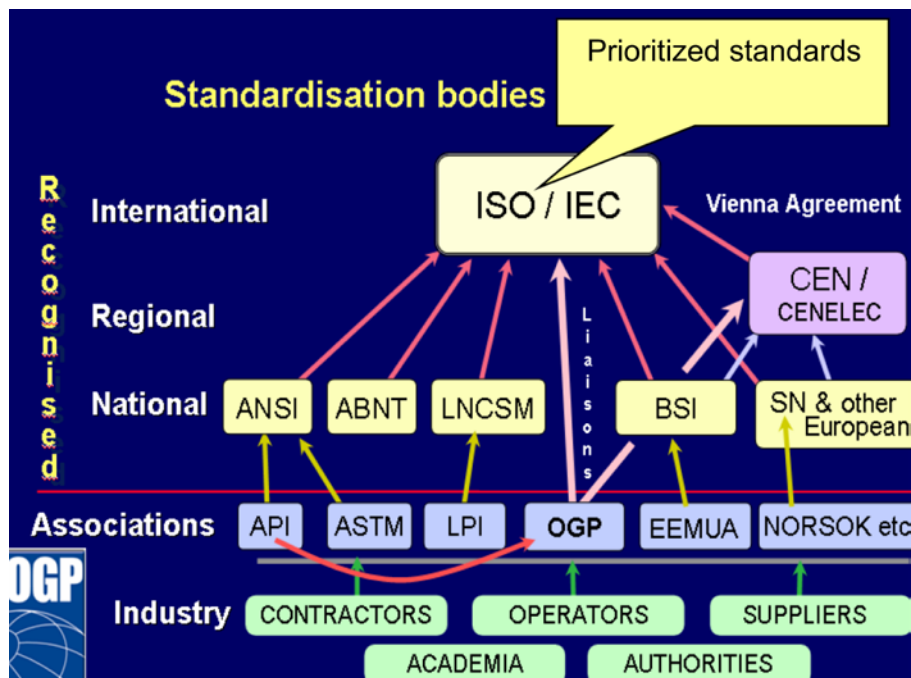 Prioritized standards
Standardisation bodies
Recognised
International
ISO / IEC
Vienna Agreement
CEN /
CENELEC
Regional
Liaisons
National
ANSI
ABNT
LNCSM
BSI
SN & other
European
Associations
API
ASTM
LPI
OGP
EEMUA
NORSOK etc
OGP
Industry
CONTRACTORS
OPERATORS
SUPPLIERS
ACADEMIA
AUTHORITIES